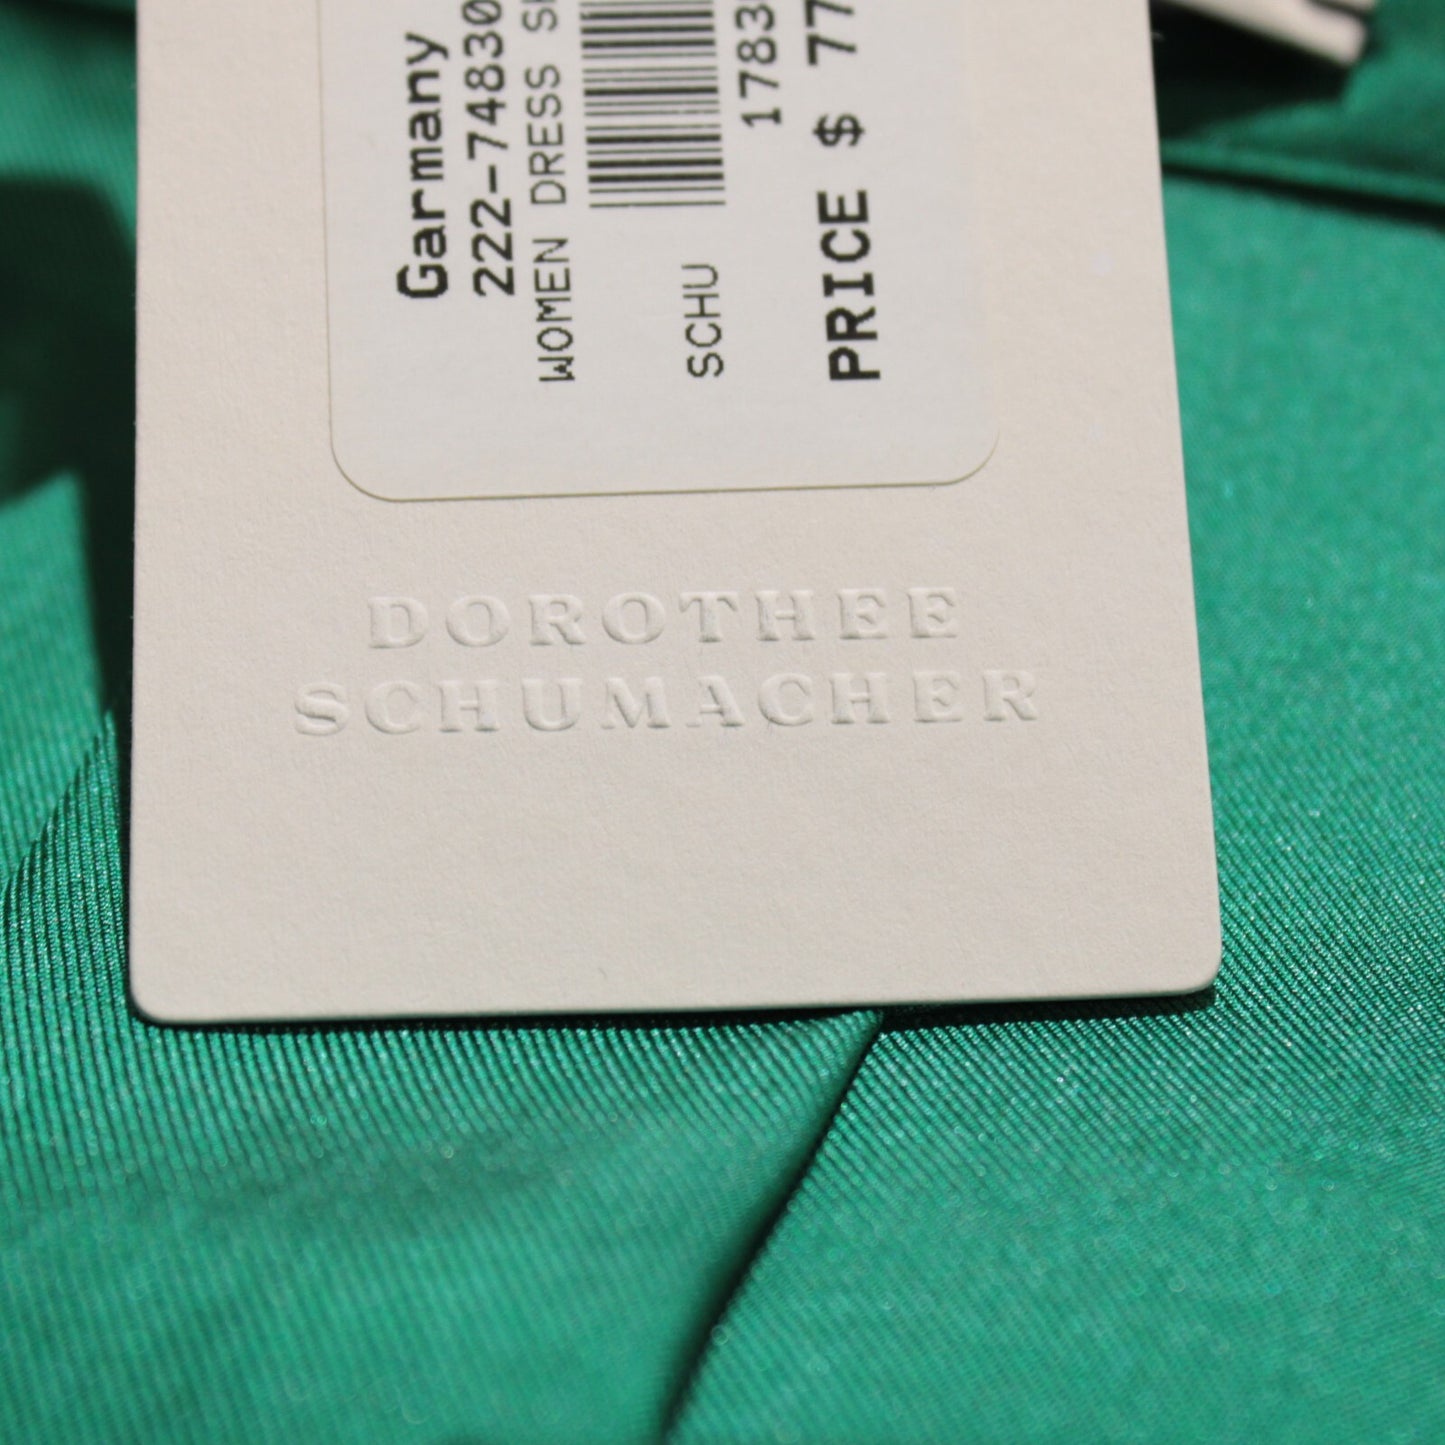 Garmany
222-74830
WOMEN DRESS
SCHU
1783
PRICE $ 77
DOROTHEE
SCHUMACHER